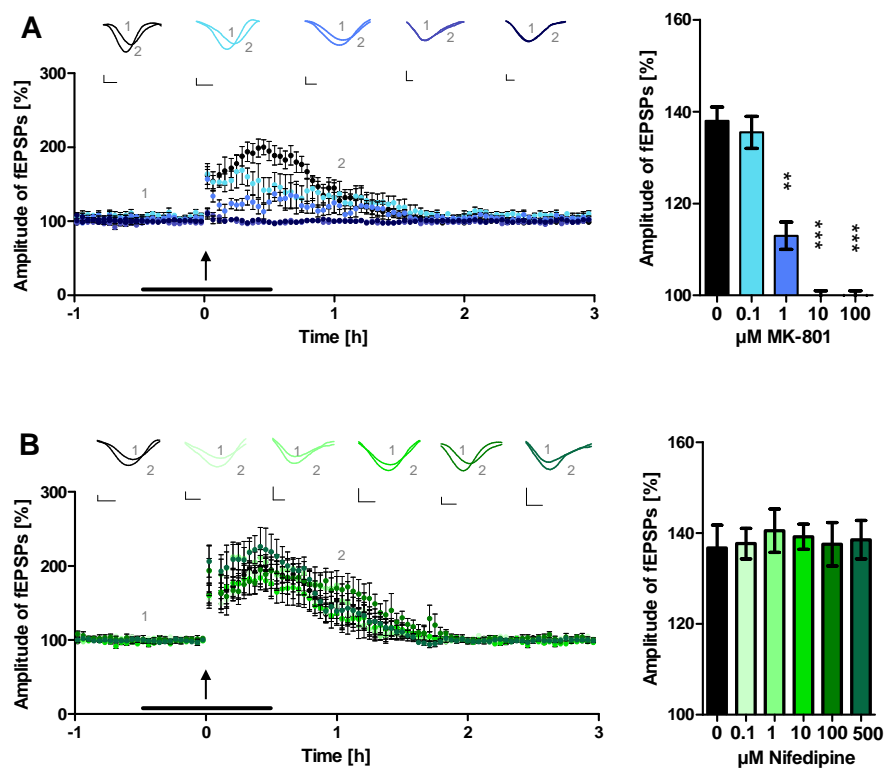 A
1 2 1 2 1 2 1 2 1 2
Amplitude of fEPSPs [%]
300
200
100
0
1
2
-1 0 1 2 3
Time [h]
Amplitude of fEPSPs [%]
160
140
120
100
**
***
***
0 0.1 1 10 100
µM MK-801
B
1 2 1 2 1 2 1 2 1 2 1 2
Amplitude of fEPSPs [%]
300
200
100
0
1
2
-1 0 1 2 3
Time [h]
Amplitude of fEPSPs [%]
160
140
120
100
0 0.1 1 10 100 500
µM Nifedipine